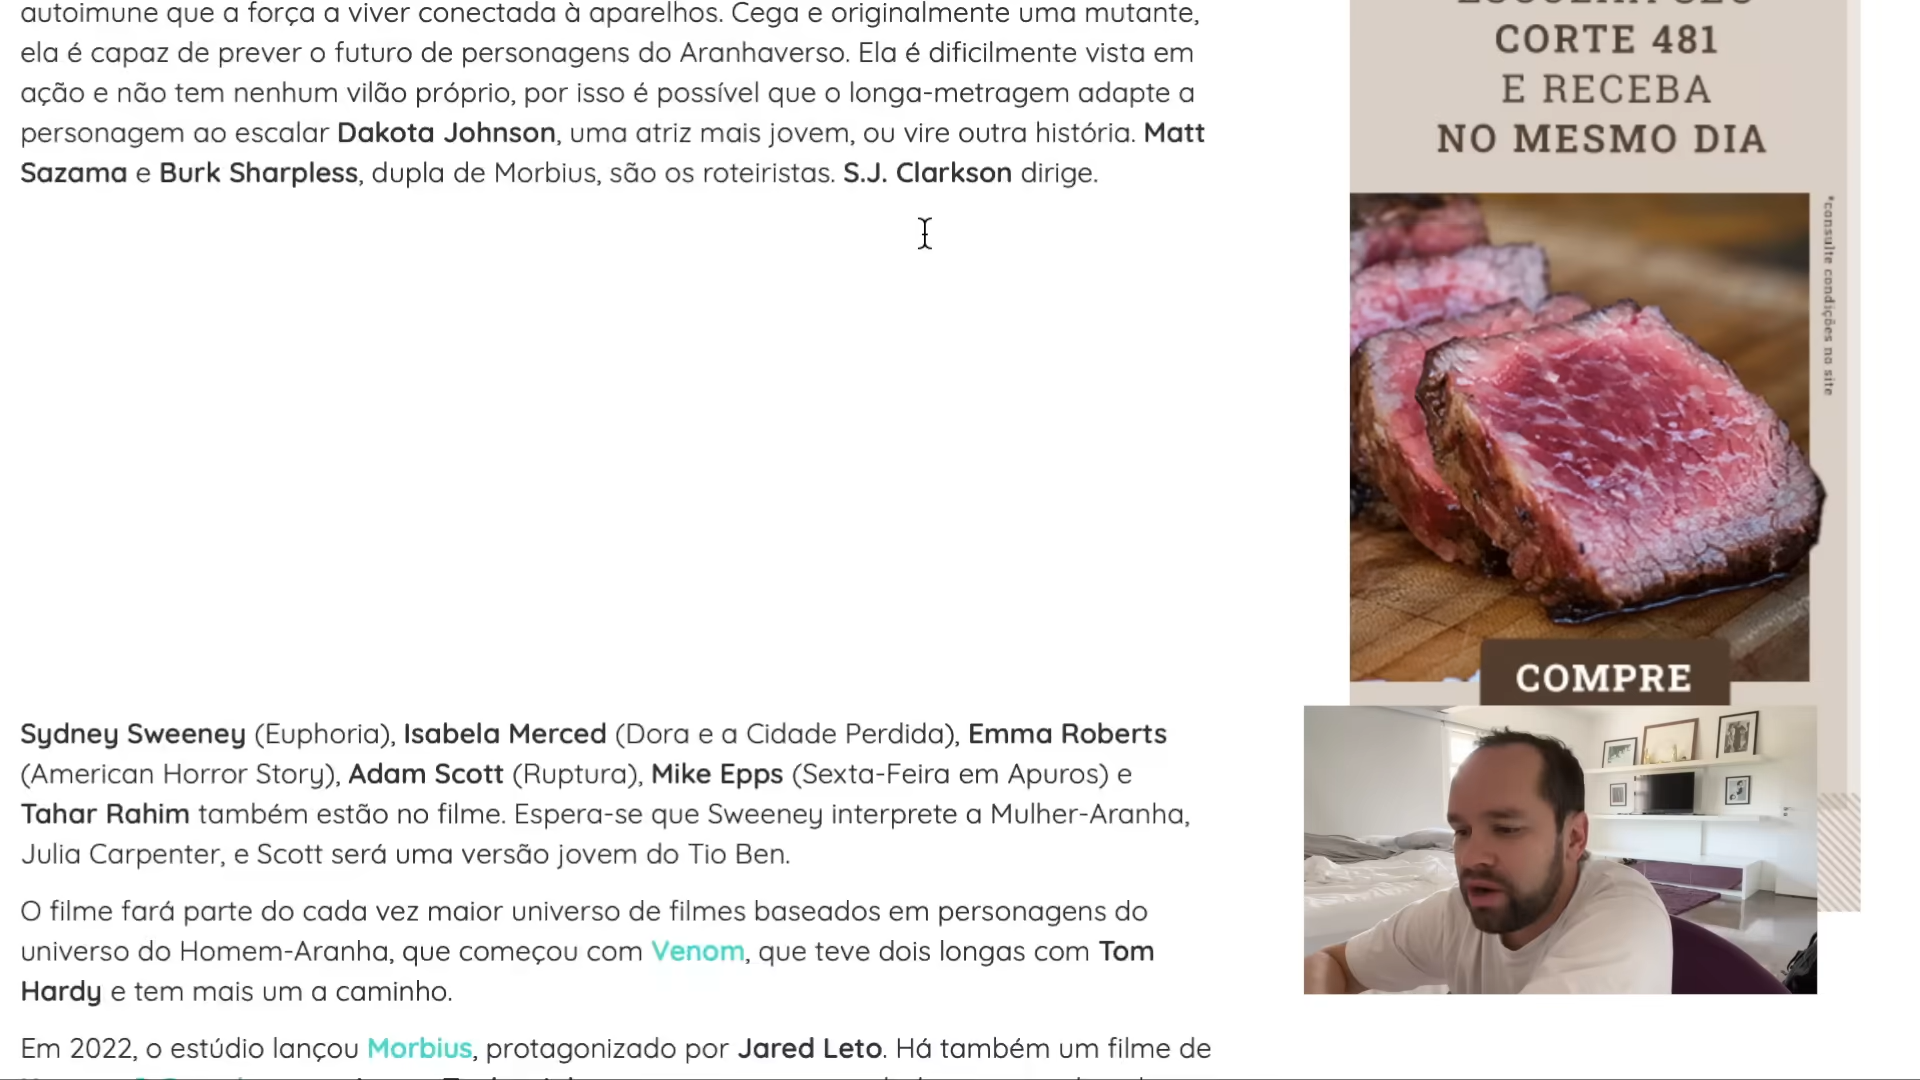 autoimune que a força a viver conectada à aparelhos. Cega e originalmente uma mutante,
ela é capaz de prever o futuro de personagens do Aranhaverso. Ela é dificilmente vista em
ação e não tem nenhum vilão próprio, por isso é possível que o longa-metragem adapte a
personagem ao escalar Dakota Johnson, uma atriz mais jovem, ou vire outra história. Matt
Sazama e Burk Sharpless, dupla de Morbius, são os roteiristas. S.J. Clarkson dirige.
Sydney Sweeney (Euphoria), Isabela Merced (Dora e a Cidade Perdida), Emma Roberts
(American Horror Story), Adam Scott (Ruptura), Mike Epps (Sexta-Feira em Apuros) e
Tahar Rahim também estão no filme. Espera-se que Sweeney interprete a Mulher-Aranha,
Julia Carpenter, e Scott será uma versão jovem do Tio Ben.
O filme fará parte do cada vez maior universo de filmes baseados em personagens do
universo do Homem-Aranha, que começou com Venom, que teve dois longas com Tom
Hardy e tem mais um a caminho.
Em 2022, o estúdio lançou Morbius, protagonizado por Jared Leto. Há também um filme de
CORTE 481
E RECEBA
NO MESMO DIA
*consulte condições no site
COMPRE